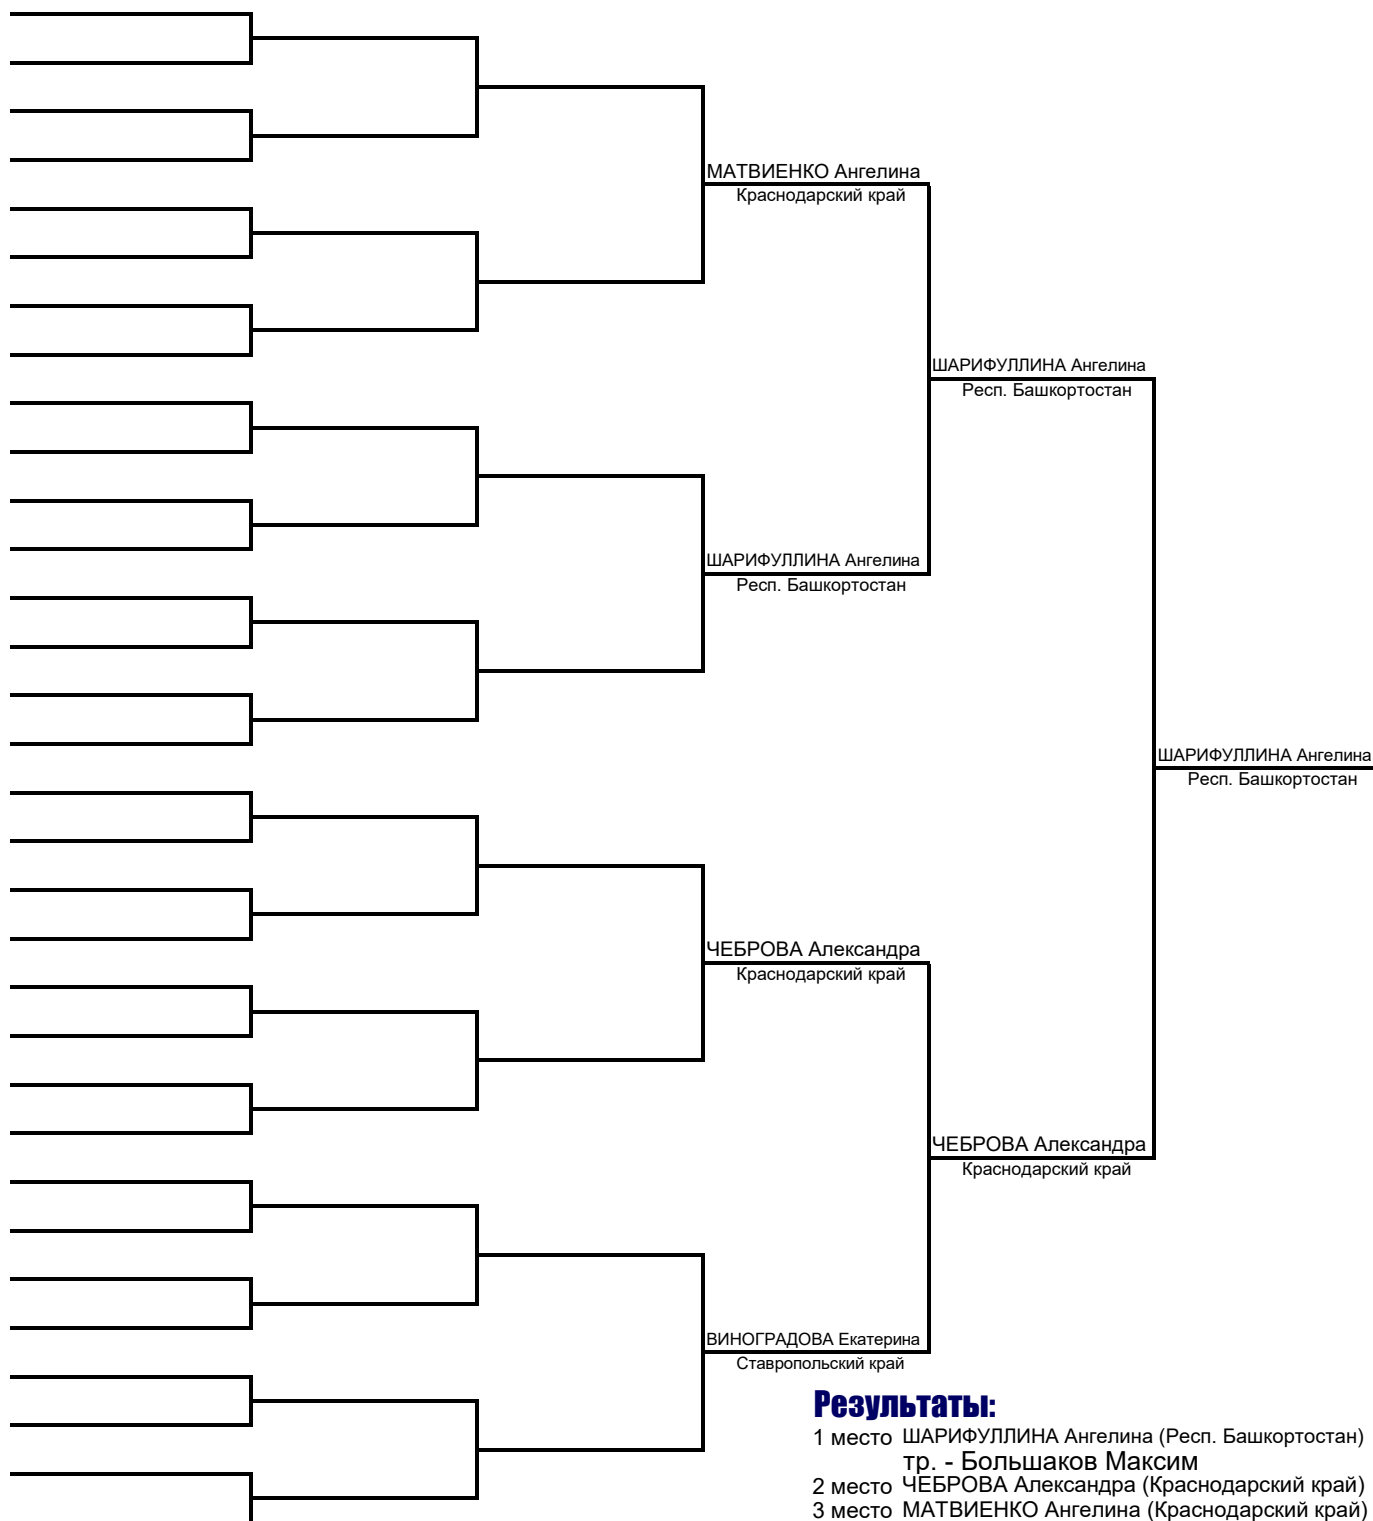 МАТВИЕНКО Ангелина
Краснодарский край
ШАРИФУЛЛИНА Ангелина
Респ. Башкортостан
ШАРИФУЛЛИНА Ангелина
Респ. Башкортостан
ШАРИФУЛЛИНА Ангелина
Респ. Башкортостан
ЧЕБРОВА Александра
Краснодарский край
ЧЕБРОВА Александра
Краснодарский край
ВИНОГРАДОВА Екатерина
Ставропольский край
Результаты:
1 место ШАРИФУЛЛИНА Ангелина (Респ. Башкортостан)
тр. - Большаков Максим
2 место ЧЕБРОВА Александра (Краснодарский край)
3 место МАТВИЕНКО Ангелина (Краснодарский край)